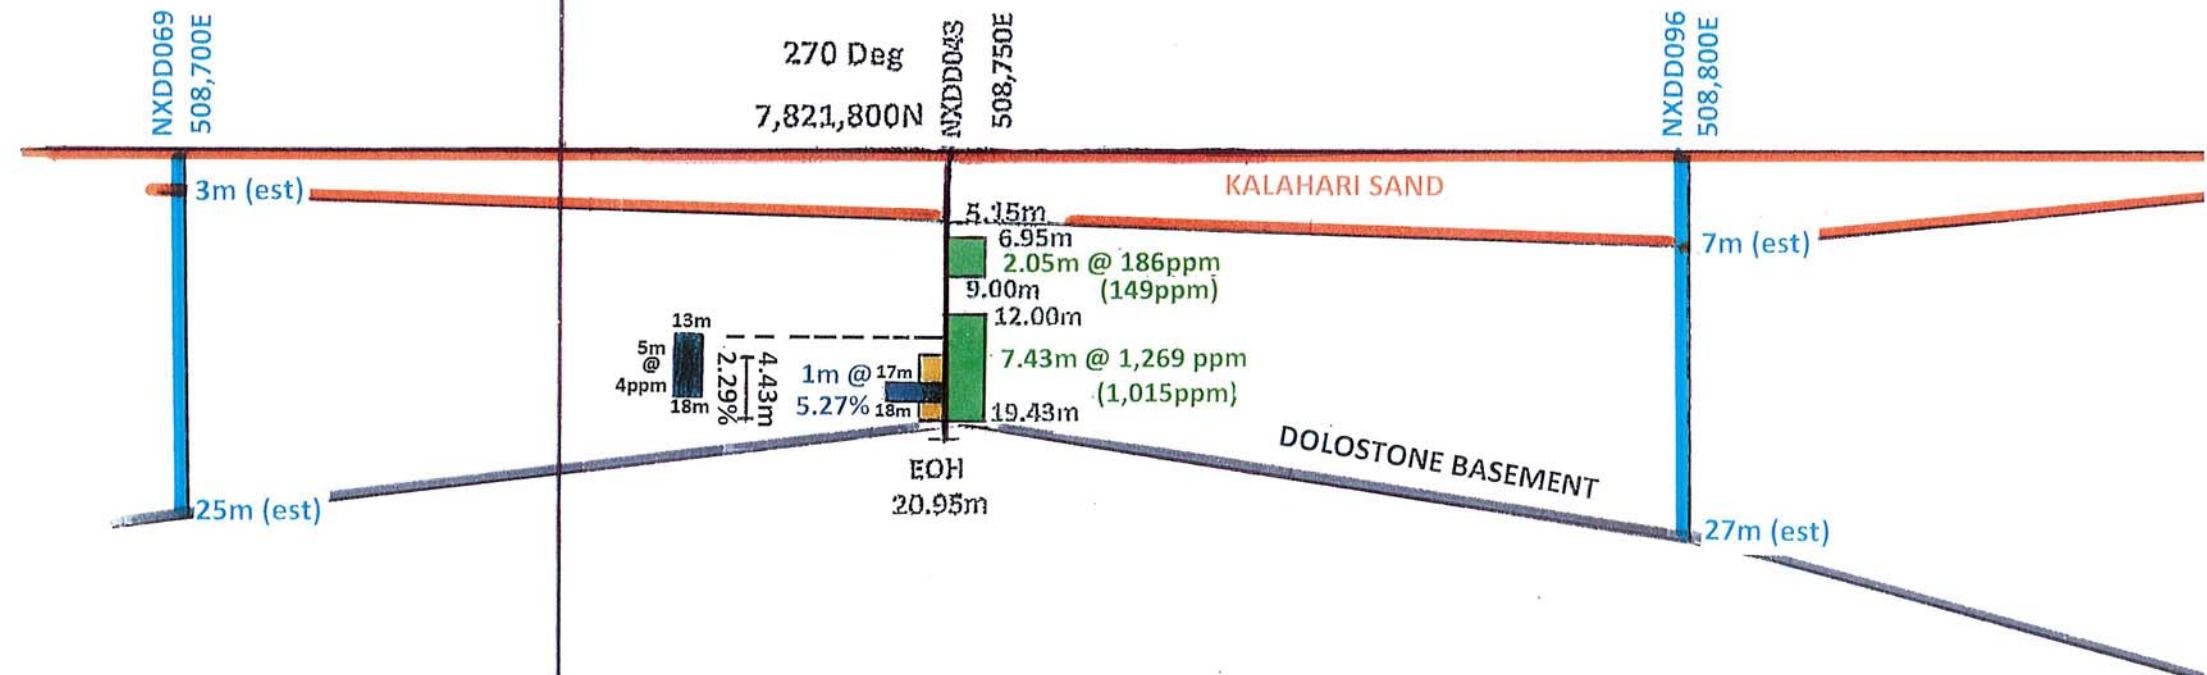 NXDD069
508,700E
270 Deg
7,821,800N
NXDD043
508,750E
NXDD096
508,800E
3m (est)
KALAHARI SAND
5.15m
6.95m
2.05m @ 186ppm
9.00m
(149ppm)
7m (est)
12.00m
13m
5m
@
4ppm
18m
4.43m
2.29%
1m @
5.27%
17m
18m
7.43m @ 1,269 ppm
(1,015ppm)
19.43m
DOLOSTONE BASEMENT
EOH
20.95m
25m (est)
27m (est)